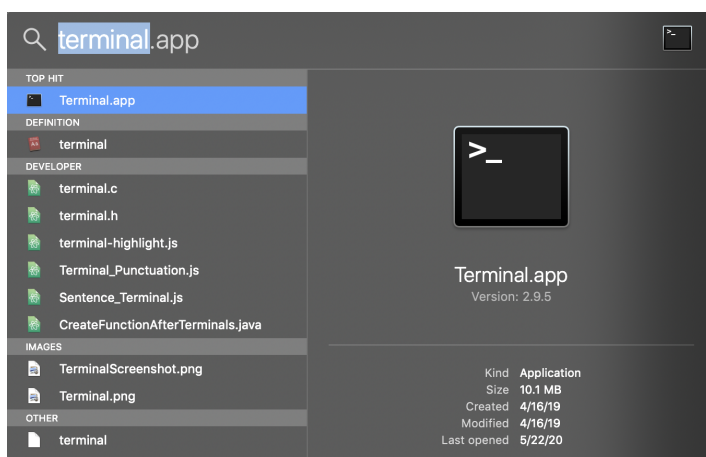 terminal.app
TOP HIT
Terminal.app
DEFINITION
terminal
DEVELOPER
terminal.c
terminal.h
terminal-highlight.js
Terminal_Punctuation.js
Sentence_Terminal.js
CreateFunctionAfterTerminals.java
IMAGES
TerminalScreenshot.png
Terminal.png
OTHER
terminal
>_
Terminal.app
Version: 2.9.5
Kind Application
Size 10.1 MB
Created 4/16/19
Modified 4/16/19
Last opened 5/22/20